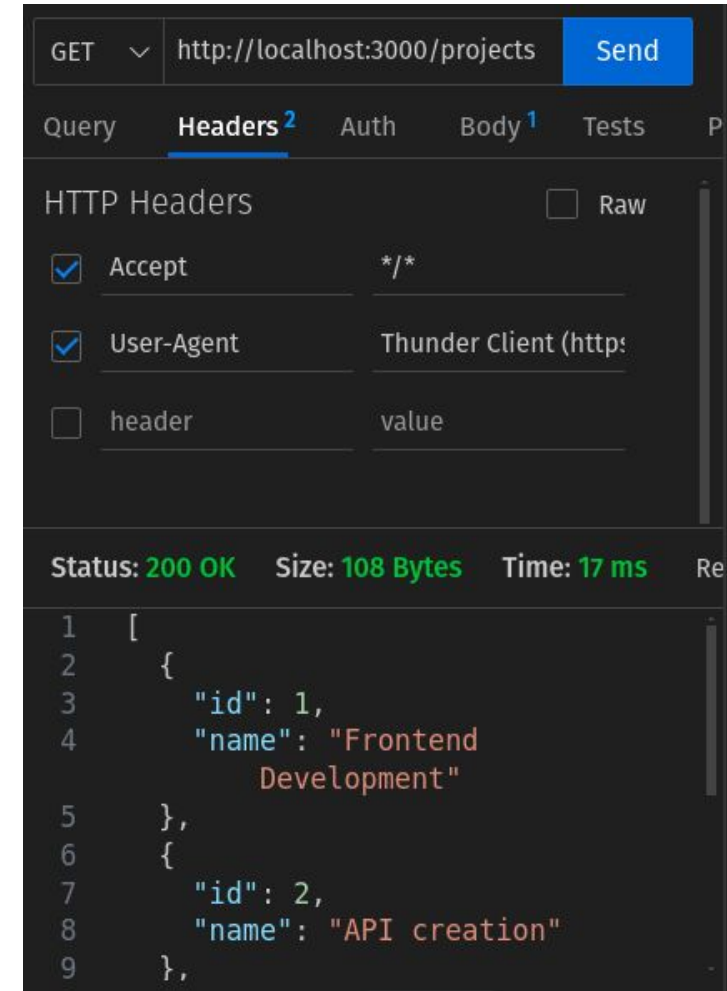 GET http://localhost:3000/projects Send
Query Headers 2 Auth Body 1 Tests P
HTTP Headers Raw
Accept */*
User-Agent Thunder Client (https
header value
Status: 200 OK Size: 108 Bytes Time: 17 ms Re
1 [
2 {
3 "id": 1,
4 "name": "Frontend
Development"
5 },
6 {
7 "id": 2,
8 "name": "API creation"
9 },